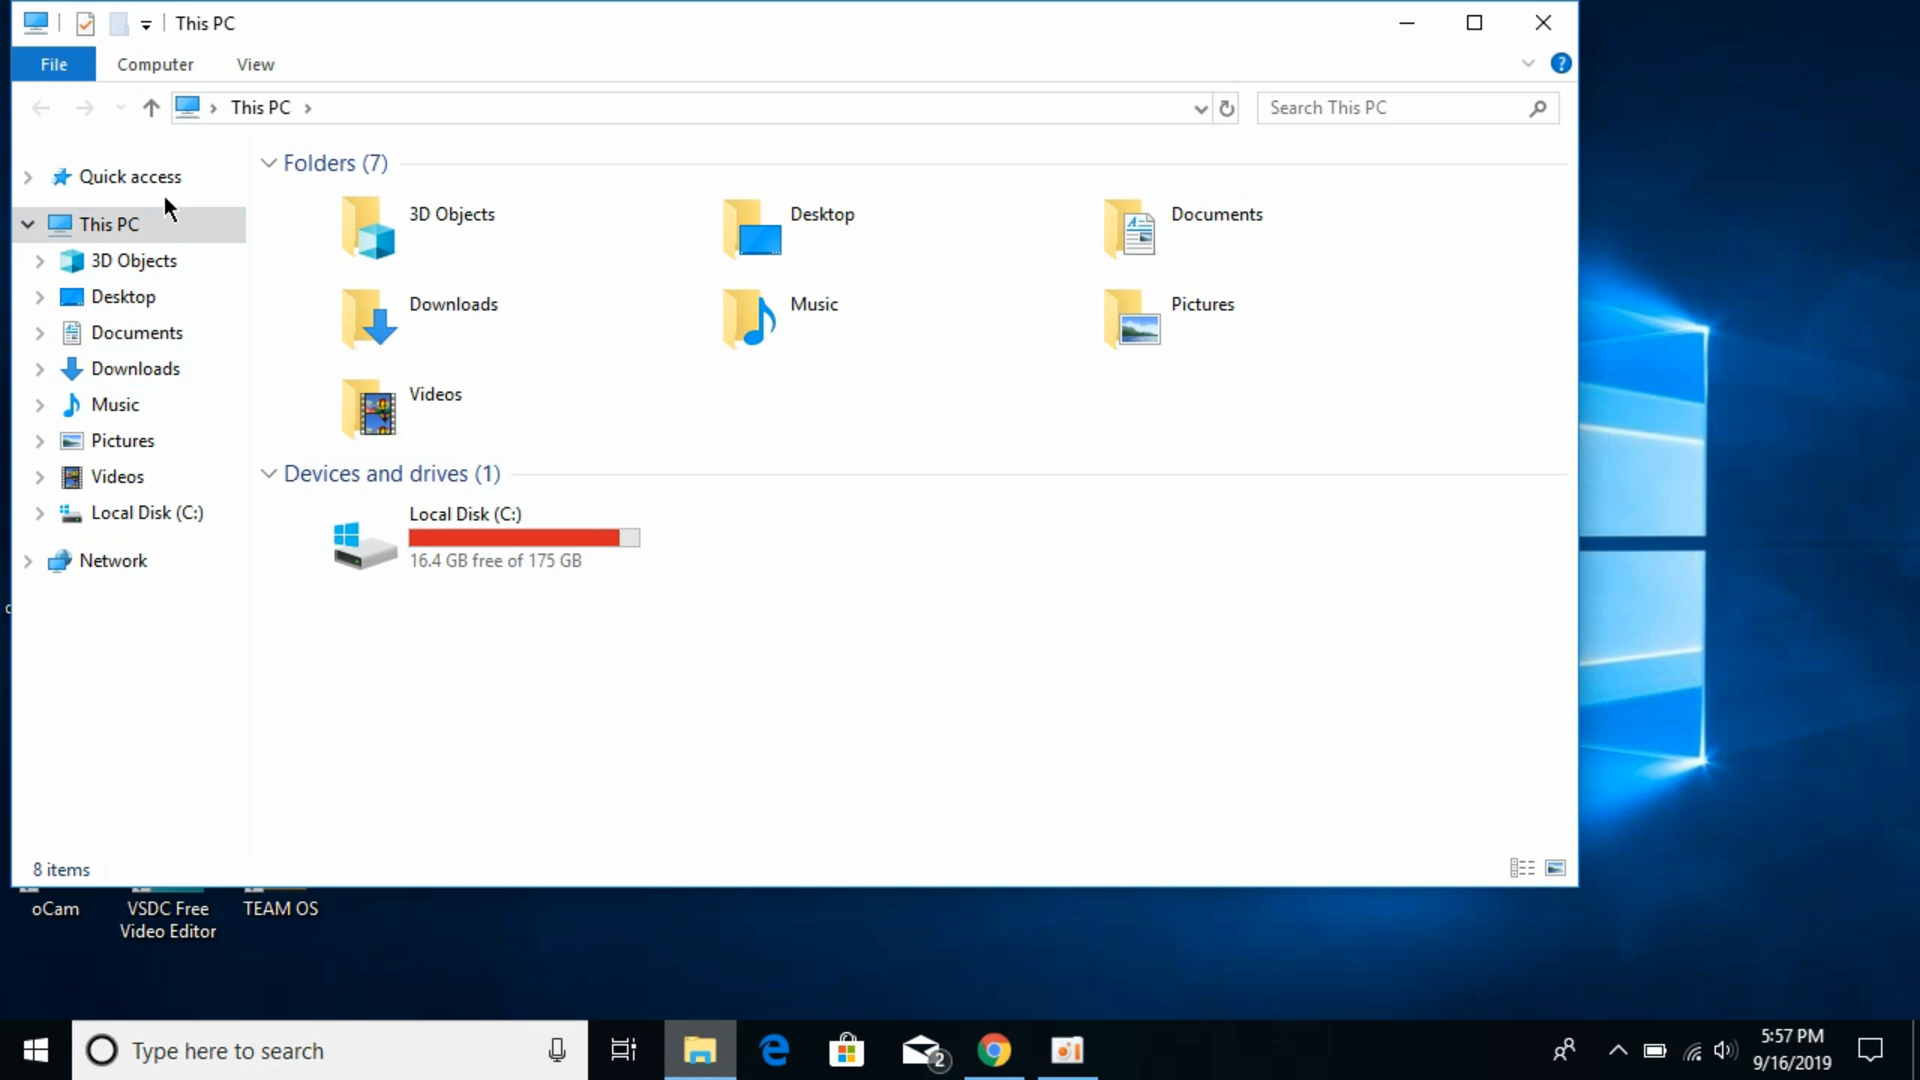 This PC
File Computer View
This PC
Search This PC
Quick access
This PC
3D Objects
Desktop
Documents
Downloads
Music
Pictures
Videos
Local Disk (C:)
Network
Folders (7)
3D Objects
Desktop
Documents
Downloads
Music
Pictures
Videos
Devices and drives (1)
Local Disk (C:)
16.4 GB free of 175 GB
8 items
oCam
VSDC Free
Video Editor
TEAM OS
Type here to search
2
5:57 PM
9/16/2019